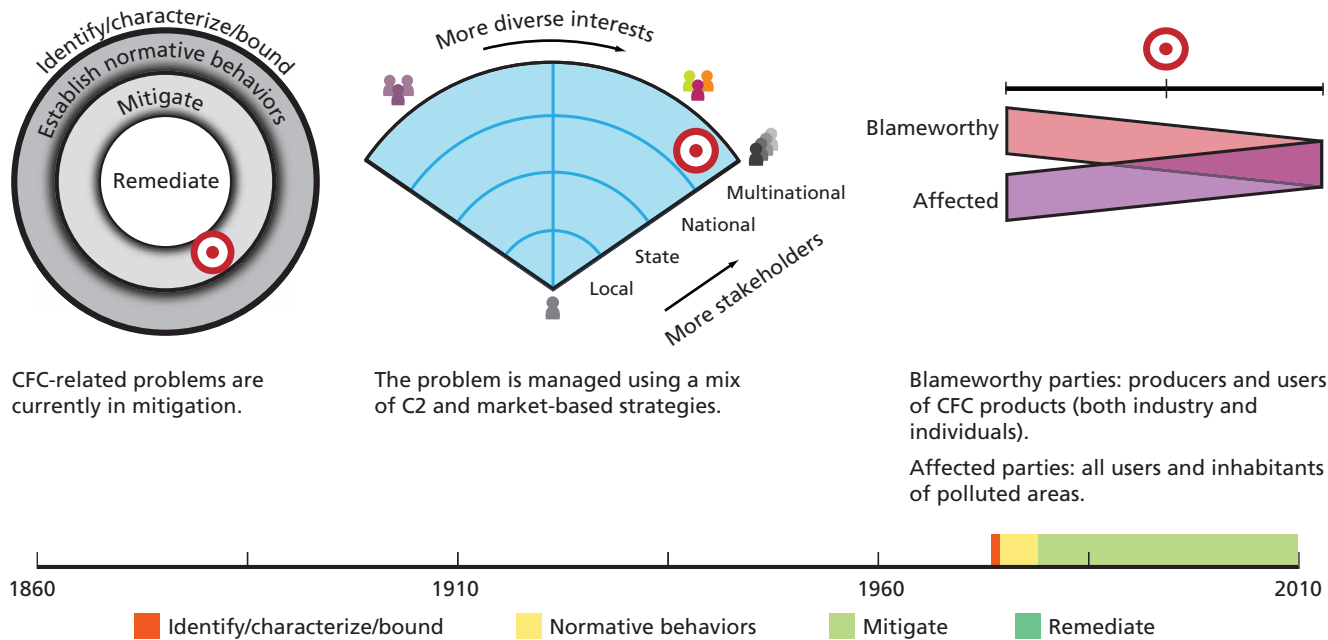 Identify/characterize/bound
Establish normative behaviors
Mitigate
Remediate
More diverse interests
Multinational
National
State
Local
More stakeholders
Blameworthy
Affected
CFC-related problems are
currently in mitigation.
The problem is managed using a mix
of C2 and market-based strategies.
Blameworthy parties: producers and users
of CFC products (both industry and
individuals).
Affected parties: all users and inhabitants
of polluted areas.
1860
1910
1960
2010
Identify/characterize/bound
Normative behaviors
Mitigate
Remediate